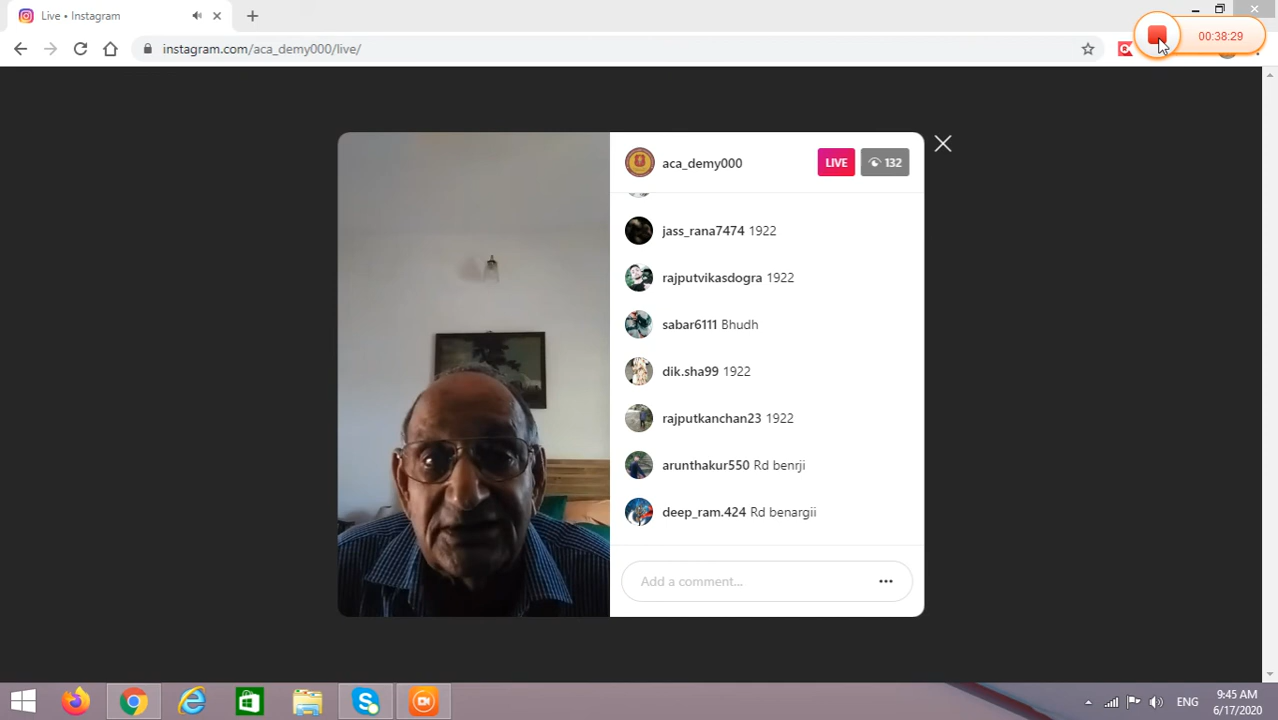 Live • Instagram
00:38:29
instagram.com/aca_demy000/live/
aca_demy000
LIVE
132
jass_rana7474 1922
rajputvikasdogra 1922
sabar6111 Bhudh
dik.sha99 1922
rajputkanchan23 1922
arunthakur550 Rd benrji
deep_ram.424 Rd benargii
Add a comment...
ENG
9:45 AM
6/17/2020